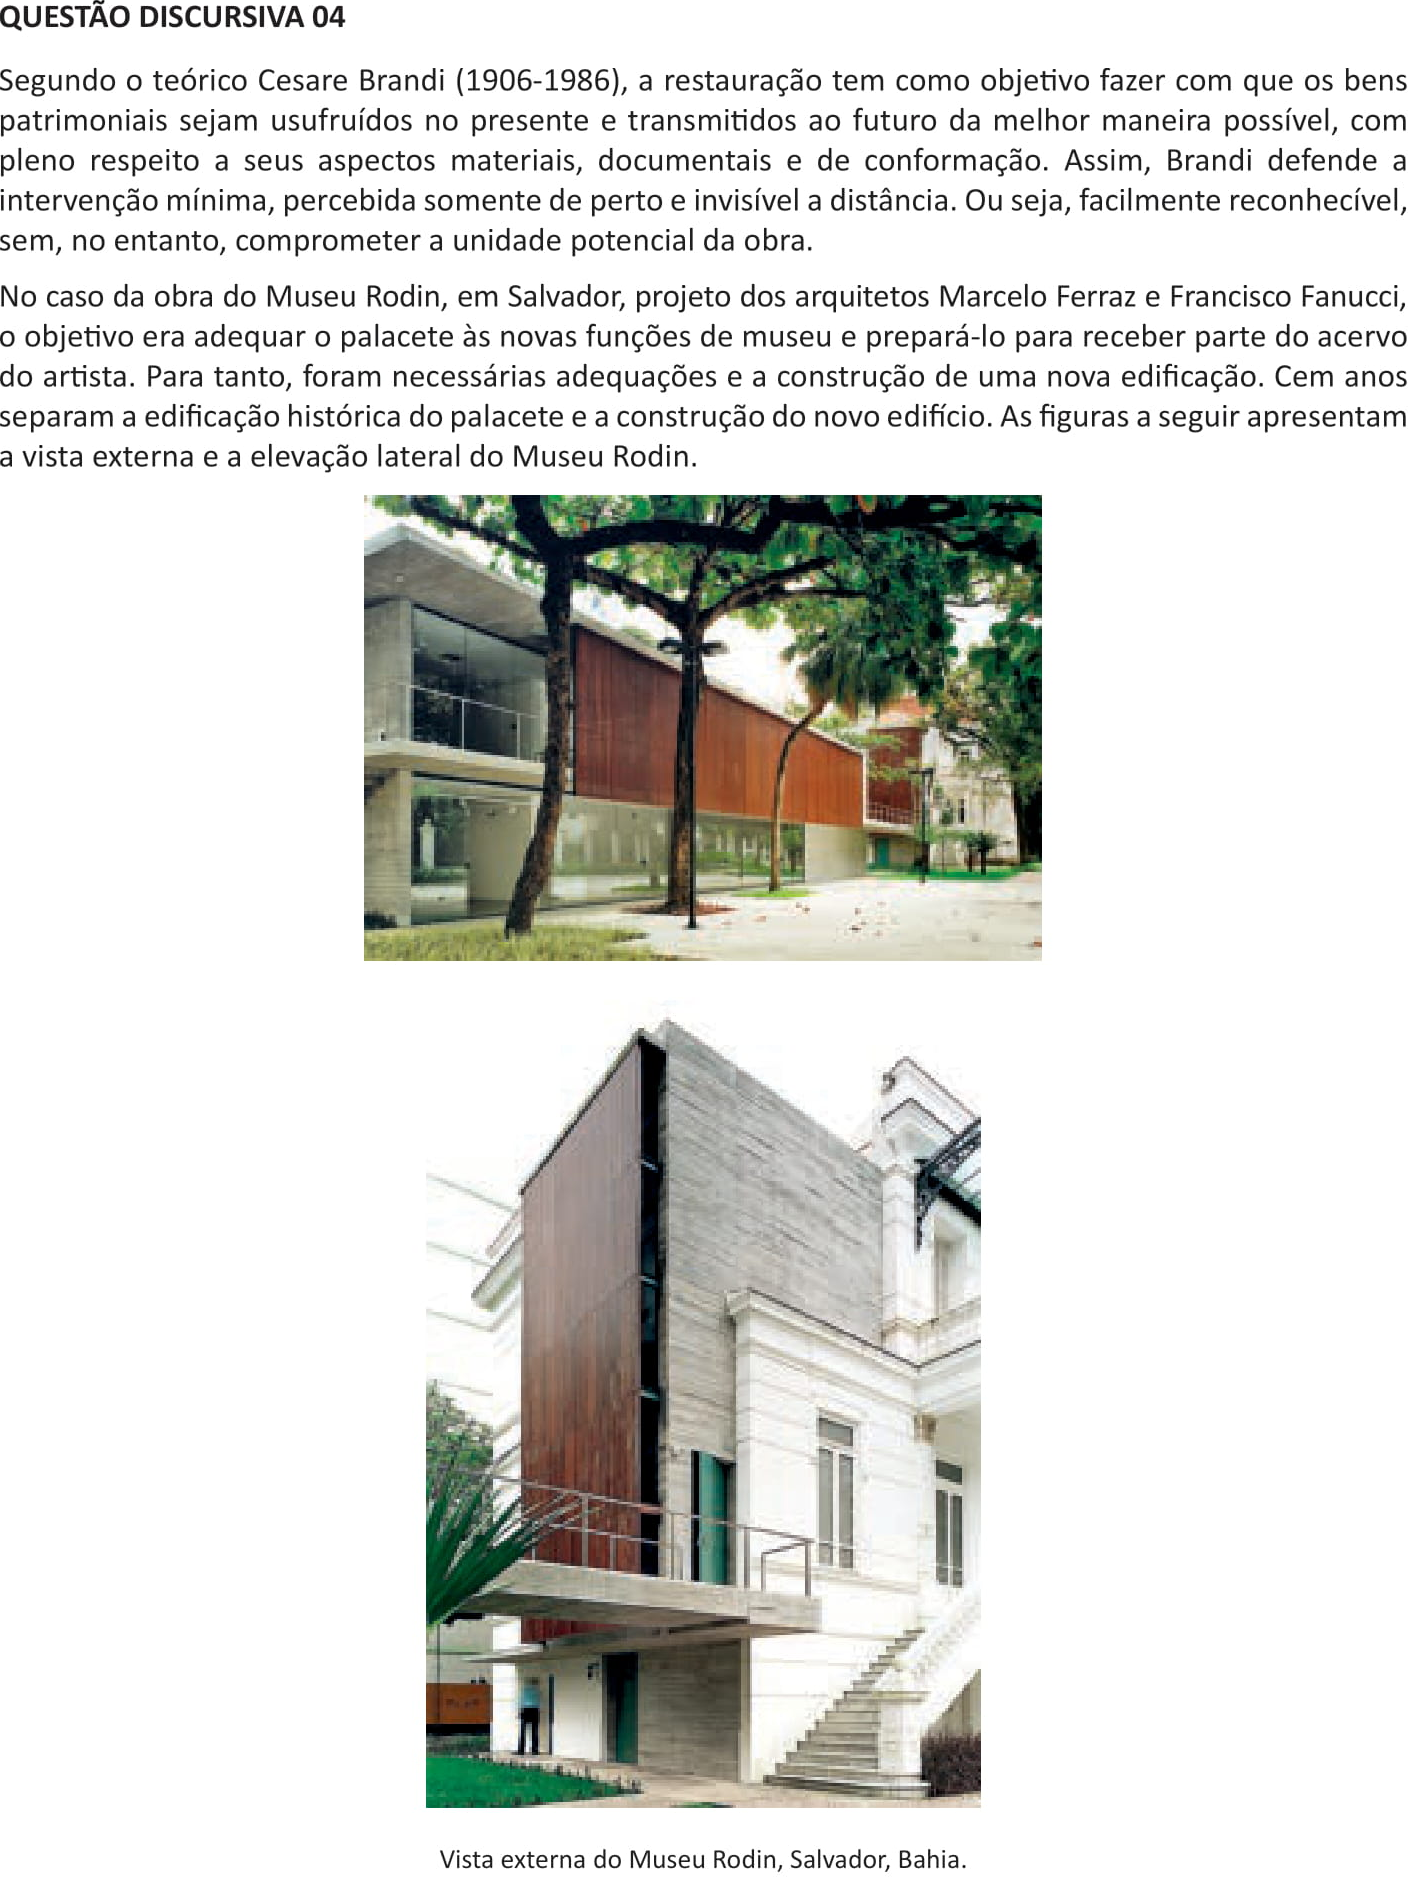 QUESTÃO DISCURSIVA 04
Segundo o teórico Cesare Brandi (1906-1986), a restauração tem como objetivo fazer com que os bens
patrimoniais sejam usufruídos no presente e transmitidos ao futuro da melhor maneira possível, com
pleno respeito a seus aspectos materiais, documentais e de conformação. Assim, Brandi defende a
intervenção mínima, percebida somente de perto e invisível a distância. Ou seja, facilmente reconhecível,
sem, no entanto, comprometer a unidade potencial da obra.
No caso da obra do Museu Rodin, em Salvador, projeto dos arquitetos Marcelo Ferraz e Francisco Fanucci,
o objetivo era adequar o palacete às novas funções de museu e prepará-lo para receber parte do acervo
do artista. Para tanto, foram necessárias adequações e a construção de uma nova edificação. Cem anos
separam a edificação histórica do palacete e a construção do novo edifício. As figuras a seguir apresentam
a vista externa e a elevação lateral do Museu Rodin.
Vista externa do Museu Rodin, Salvador, Bahia.